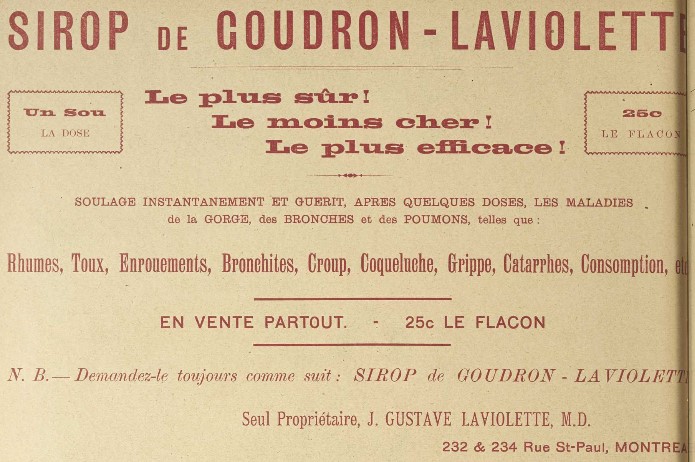 SIROP DE GOUDRON - LAVIOLETTE
Un Sou
LA DOSE
Le plus sûr!
Le moins cher!
Le plus efficace!
25c
LE FLACON
SOULAGE INSTANTANEMENT ET GUERIT, APRES QUELQUES DOSES, LES MALADIES
de la GORGE, des BRONCHES et des POUMONS, telles que :
Rhumes, Toux, Enrouements, Bronchites, Croup, Coqueluche, Grippe, Catarrhes, Consomption, etc
EN VENTE PARTOUT. - 25c LE FLACON
N. B.—Demandez-le toujours comme suit : SIROP de GOUDRON - LAVIOLETTE
Seul Propriétaire, J. GUSTAVE LAVIOLETTE, M.D.
232 & 234 Rue St-Paul, MONTREA